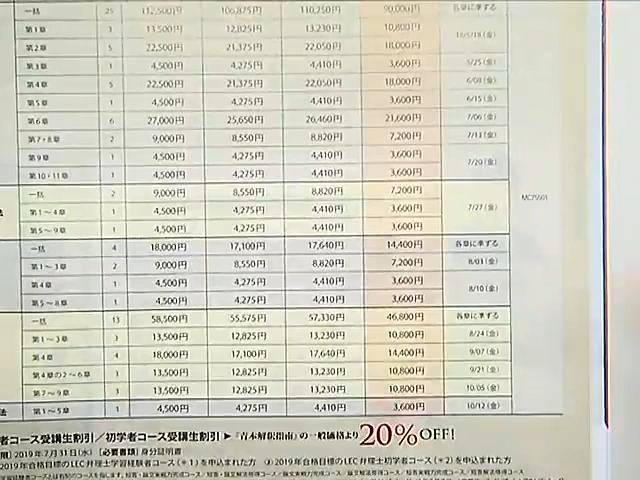 一括 25 112,500円 106,875円 110,250円 90,000円 各章に準ずる
第1章 3 13,500円 12,825円 13,230円 10,800円
第2章 5 22,500円 21,375円 22,050円 18,000円
第3章 1 4,500円 4,275円 4,410円 3,600円 5/25(金)
第4章 5 22,500円 21,375円 22,050円 18,000円 6/08(金)
第5章 1 4,500円 4,275円 4,410円 3,600円 6/15(金)
第6章 6 27,000円 25,650円 26,460円 21,600円 7/06(金)
第7・8章 2 9,000円 8,550円 8,820円 7,200円 7/13(金)
第9章 1 4,500円 4,275円 4,410円 3,600円 7/20(金)
第10・11章 1 4,500円 4,275円 4,410円 3,600円
一括 2 9,000円 8,550円 8,820円 7,200円 7/27(金)
第1〜4章 1 4,500円 4,275円 4,410円 3,600円
第5〜9章 1 4,500円 4,275円 4,410円 3,600円
一括 4 18,000円 17,100円 17,640円 14,400円 各章に準ずる
第1〜3章 2 9,000円 8,550円 8,820円 7,200円 8/01(金)
第4章 1 4,500円 4,275円 4,410円 3,600円 8/10(金)
第5〜8章 1 4,500円 4,275円 4,410円 3,600円
一括 13 58,500円 55,575円 57,330円 46,800円 各章に準ずる
第1〜3章 3 13,500円 12,825円 13,230円 10,800円 8/24(金)
第4章 4 18,000円 17,100円 17,640円 14,400円 9/07(金)
第4章の2〜6章 3 13,500円 12,825円 13,230円 10,800円 9/21(金)
第7〜9章 3 13,500円 12,825円 13,230円 10,800円 10/05(金)
法 第1〜5章 1 4,500円 4,275円 4,410円 3,600円 10/12(金)
者コース受講生割引／初学者コース受講生割引 ▶『青本解釈指南』の一般価格より20%OFF!
限] 2019年7月31日(水) [必要書類] 身分証明書
2019年合格目標のLEC弁理士学習経験者コース(＊1)を申込まれた方 ③2019年合格目標のLEC弁理士初学者コース(＊2)を申込まれた方